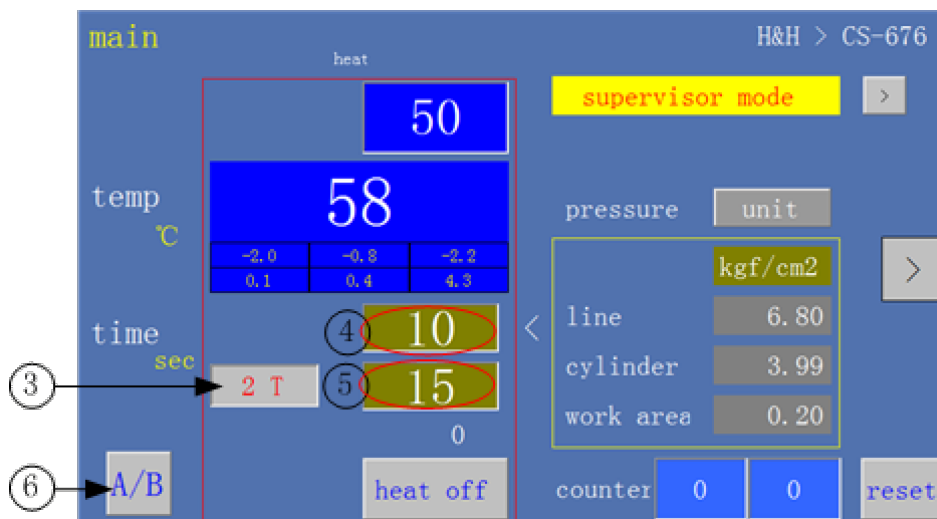 main
H&H > CS-676
heat
50
supervisor mode
>
temp
℃
58
-2.0 -0.8 -2.2
0.1 0.4 4.3
pressure
unit
kgf/cm2
>
line 6.80
cylinder 3.99
work area 0.20
time
sec
4 10
<
3
2 T
5 15
0
6
A/B
heat off
counter 0 0
reset